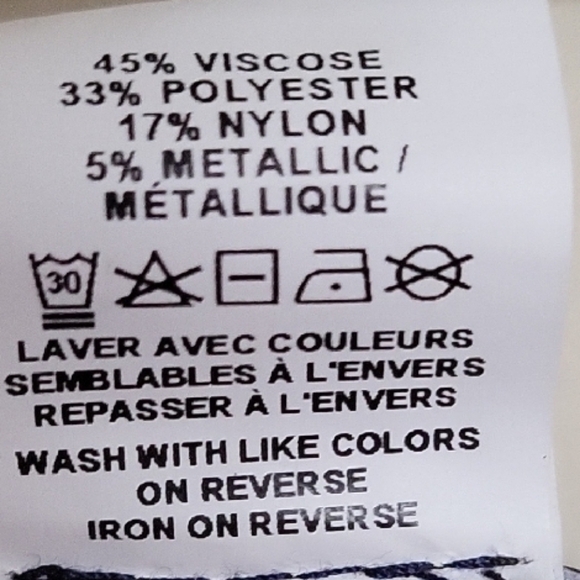 45% VISCOSE
33% POLYESTER
17% NYLON
5% METALLIC /
MÉTALLIQUE
30
LAVER AVEC COULEURS
SEMBLABLES À L'ENVERS
REPASSER À L'ENVERS
WASH WITH LIKE COLORS
ON REVERSE
IRON ON REVERSE